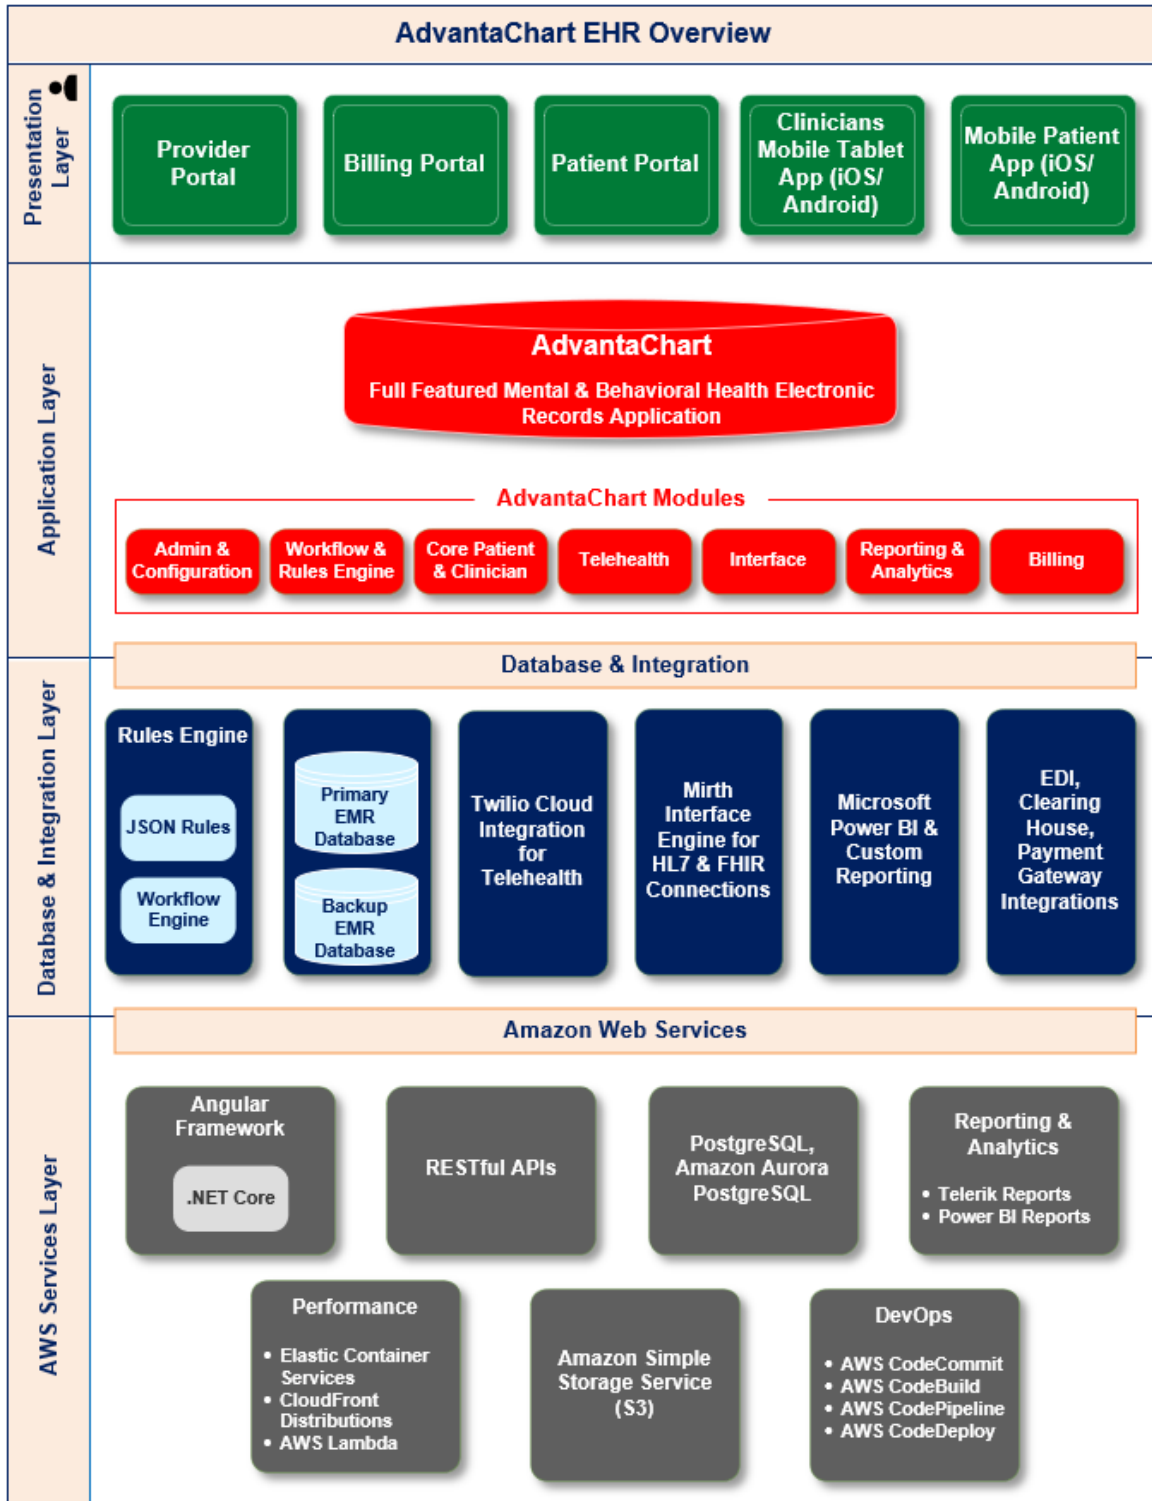 AdvantaChart EHR Overview
Presentation
Layer
Provider
Portal
Billing Portal
Patient Portal
Clinicians
Mobile Tablet
App (iOS/
Android)
Mobile Patient
App (iOS/
Android)
Application Layer
AdvantaChart
Full Featured Mental & Behavioral Health Electronic
Records Application
AdvantaChart Modules
Admin &
Configuration
Workflow &
Rules Engine
Core Patient
& Clinician
Telehealth
Interface
Reporting &
Analytics
Billing
Database & Integration Layer
Database & Integration
Rules Engine
JSON Rules
Workflow
Engine
Primary
EMR
Database
Backup
EMR
Database
Twilio Cloud
Integration
for
Telehealth
Mirth
Interface
Engine for
HL7 & FHIR
Connections
Microsoft
Power BI &
Custom
Reporting
EDI,
Clearing
House,
Payment
Gateway
Integrations
AWS Services Layer
Amazon Web Services
Angular
Framework
.NET Core
RESTful APIs
PostgreSQL,
Amazon Aurora
PostgreSQL
Reporting &
Analytics
• Telerik Reports
• Power BI Reports
Performance
• Elastic Container
Services
• CloudFront
Distributions
• AWS Lambda
Amazon Simple
Storage Service
(S3)
DevOps
• AWS CodeCommit
• AWS CodeBuild
• AWS CodePipeline
• AWS CodeDeploy